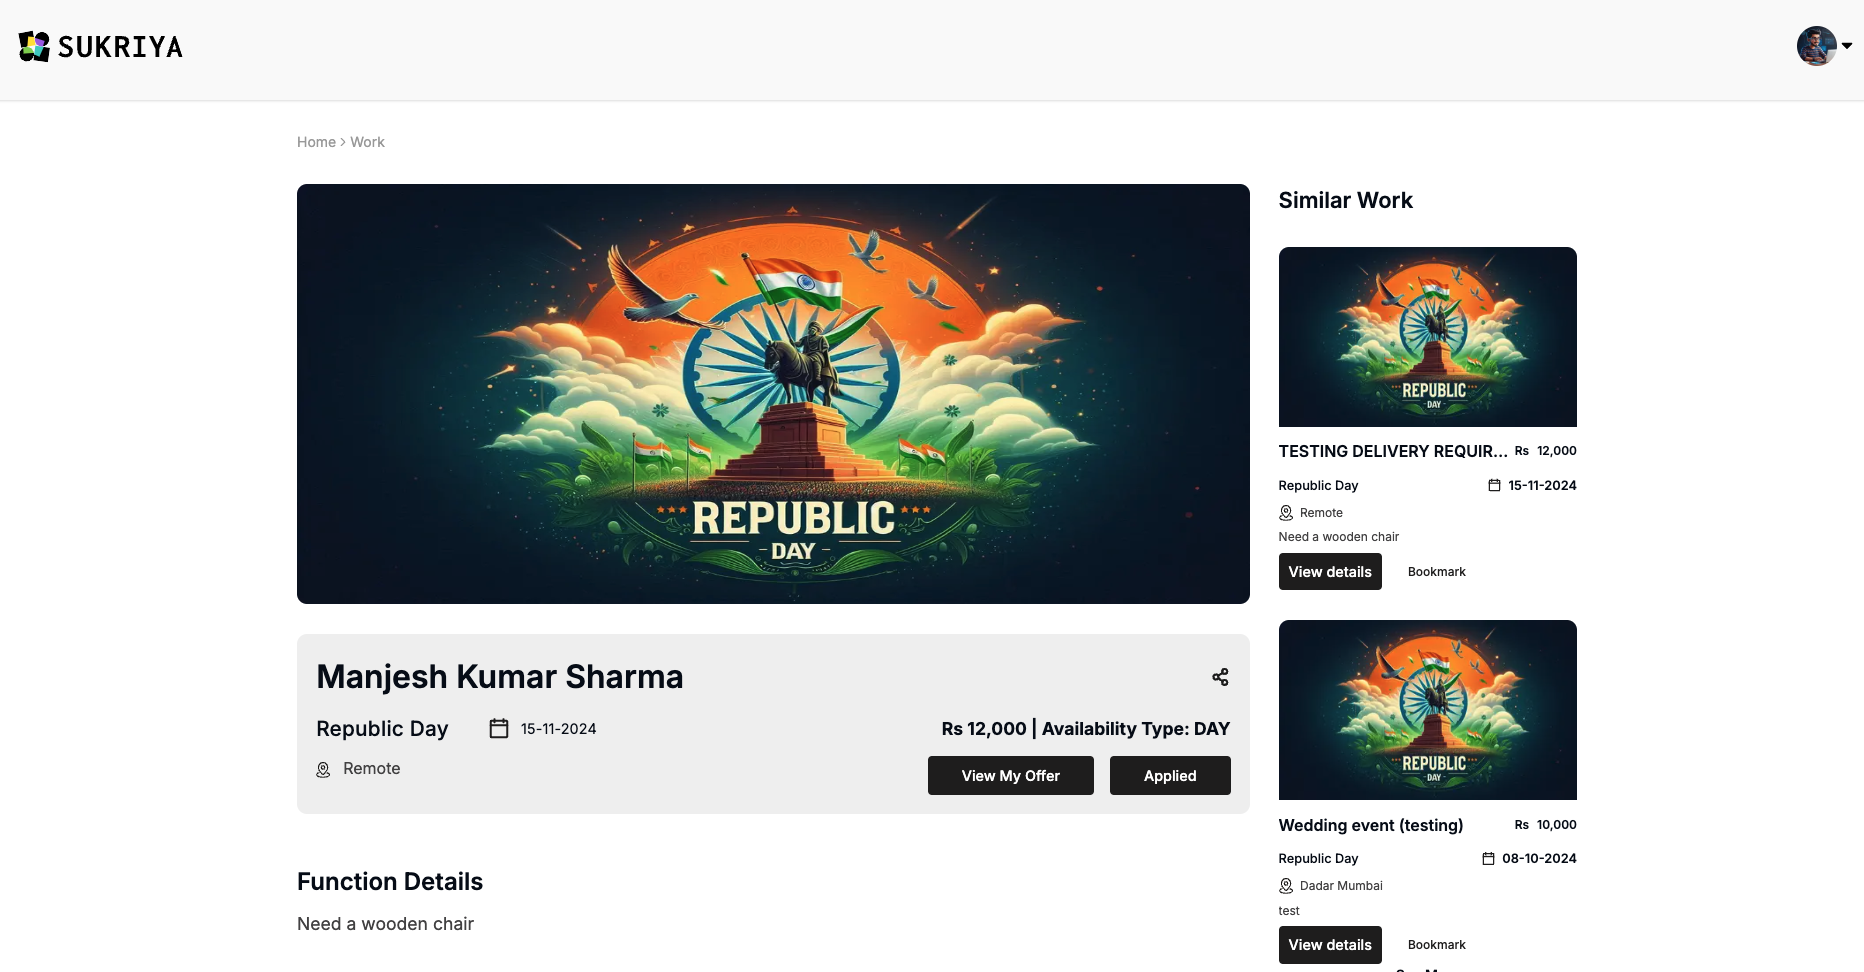 SUKRIYA
Home > Work
REPUBLIC
DAY
Manjesh Kumar Sharma
Republic Day 15-11-2024
Rs 12,000 | Availability Type: DAY
Remote
View My Offer Applied
Function Details
Need a wooden chair
Similar Work
REPUBLIC
DAY
TESTING DELIVERY REQUIR... Rs 12,000
Republic Day 15-11-2024
Remote
Need a wooden chair
View details Bookmark
REPUBLIC
DAY
Wedding event (testing) Rs 10,000
Republic Day 08-10-2024
Dadar Mumbai
test
View details Bookmark